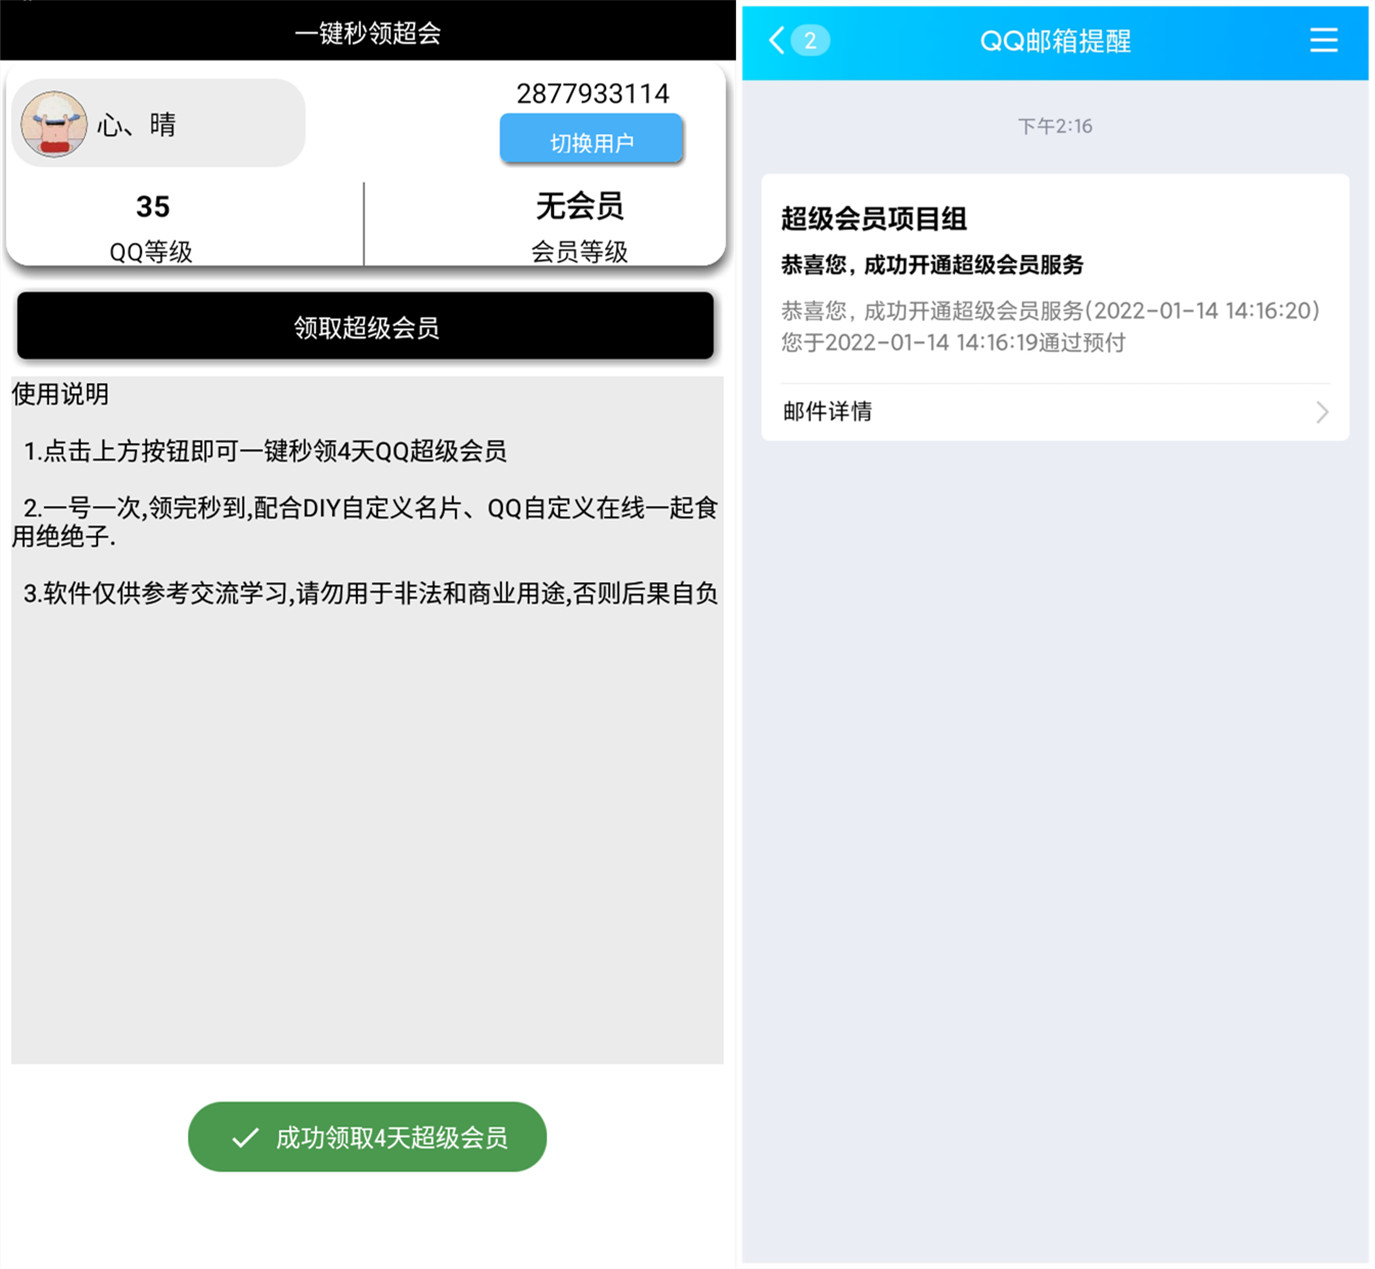 一键秒领超会
心、晴
2877933114
切换用户
35
QQ等级
无会员
会员等级
领取超级会员
使用说明
1.点击上方按钮即可一键秒领4天QQ超级会员
2.一号一次,领完秒到,配合DIY自定义名片、QQ自定义在线一起食
用绝绝子.
3.软件仅供参考交流学习,请勿用于非法和商业用途,否则后果自负
成功领取4天超级会员
2
QQ邮箱提醒
下午2:16
超级会员项目组
恭喜您，成功开通超级会员服务
恭喜您，成功开通超级会员服务(2022-01-14 14:16:20)
您于2022-01-14 14:16:19通过预付
邮件详情